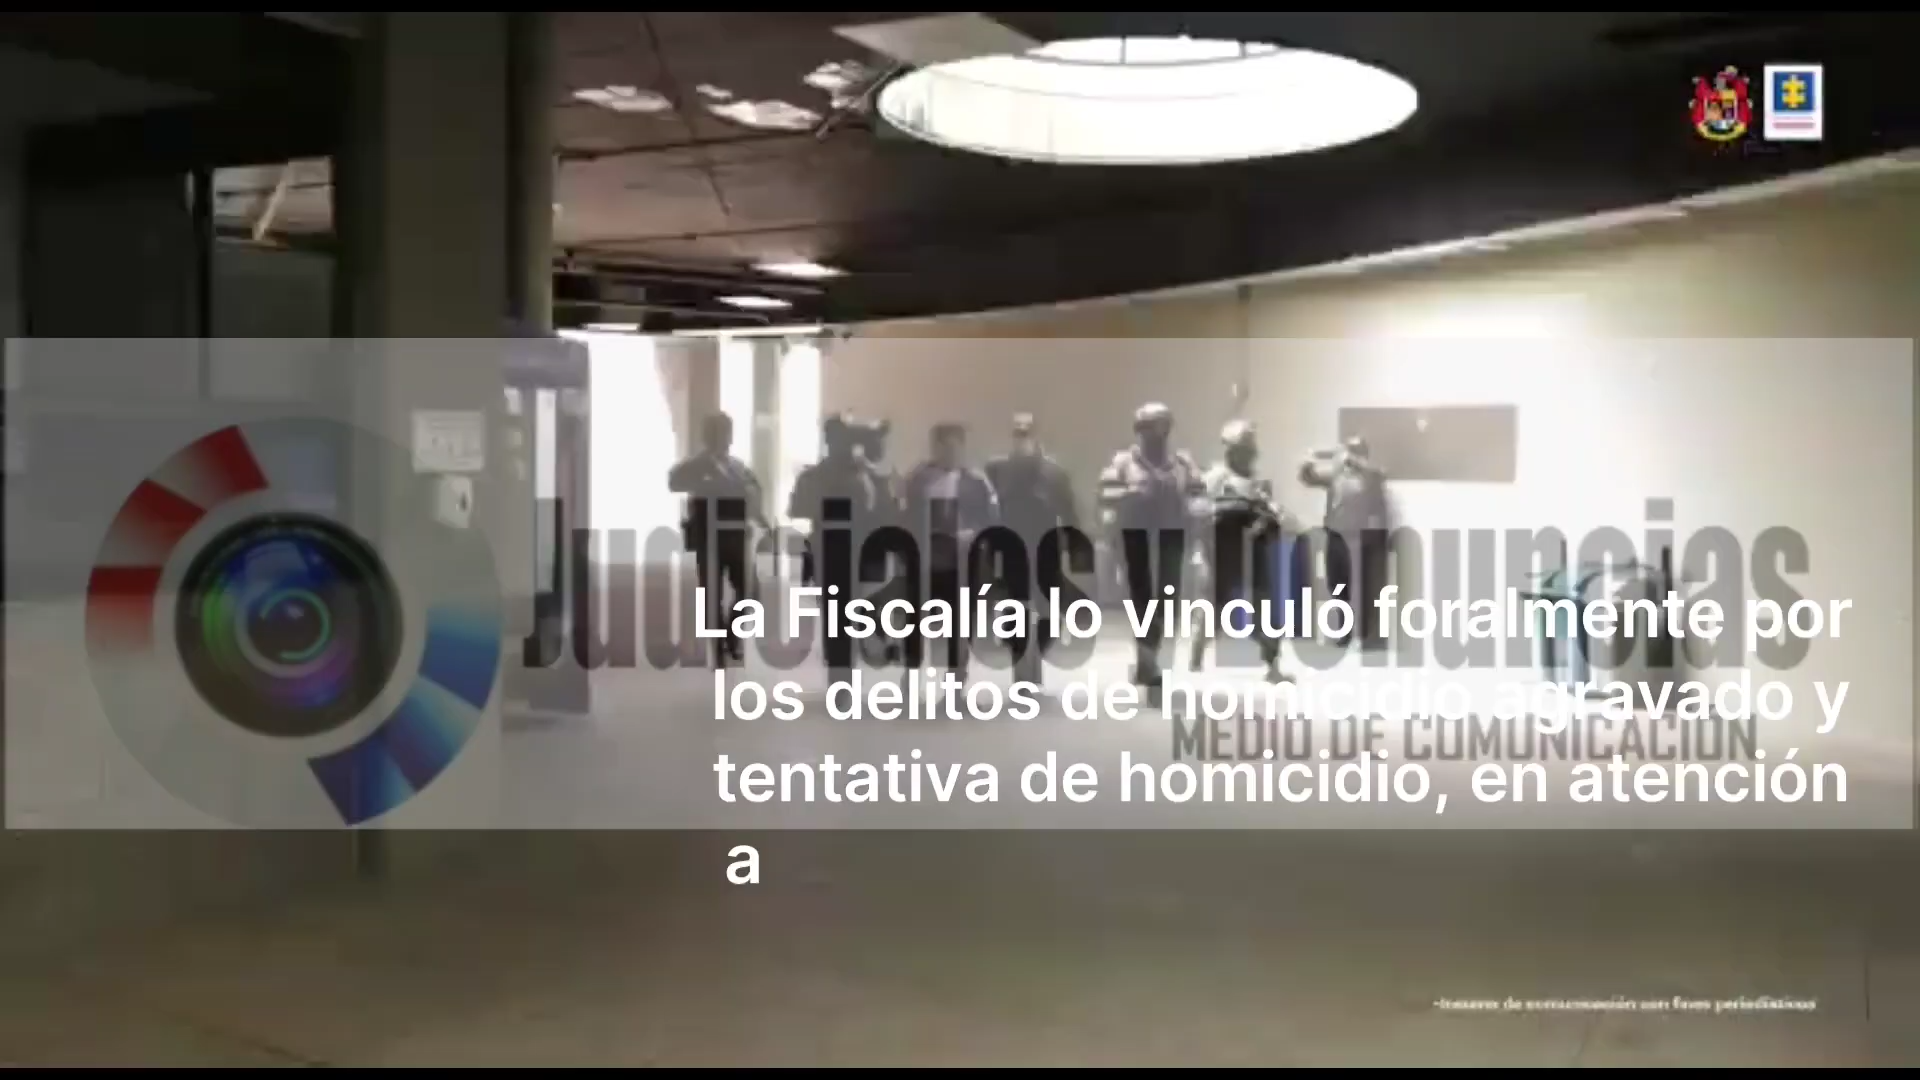 Judiciales y Denuncias
La Fiscalía lo vinculó foralmente por
los delitos de homicidio agravado y
MEDIO DE COMUNICACIÓN
tentativa de homicidio, en atención
a